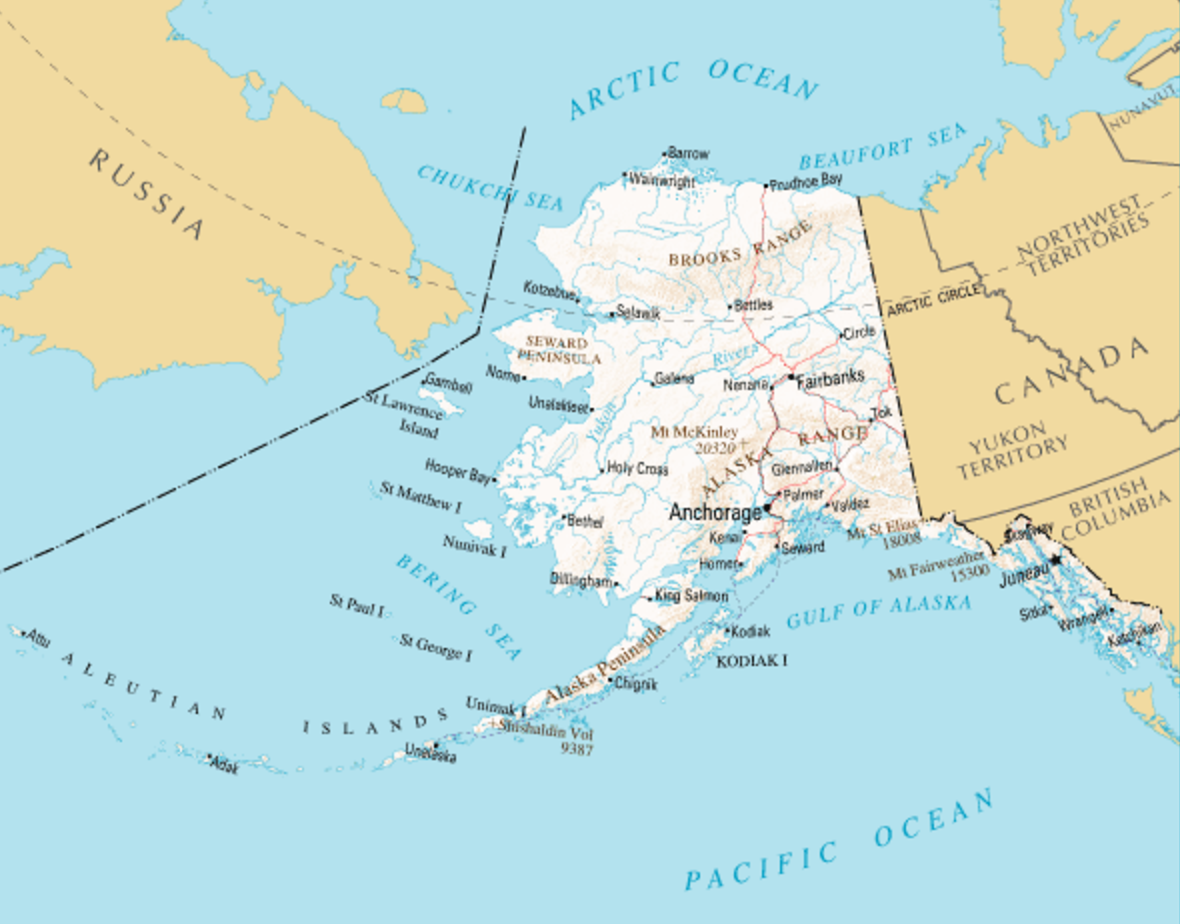 ARCTIC OCEAN
NUNAVUT
RUSSIA
CHUKCHI SEA
Barrow
Wainwright
BEAUFORT SEA
Prudhoe Bay
BROOKS RANGE
NORTHWEST
TERRITORIES
Kotzebue
Selawik
Bettles
ARCTIC CIRCLE
SEWARD
PENINSULA
Circle
Rivera
CANADA
Nome
Gambell
St Lawrence
Island
Unalakleet
Galena
Nenana
Fairbanks
Yukon
Mt McKinley
20320
ALASKA RANGE
Tok
YUKON
TERRITORY
Hooper Bay
Holy Cross
Glennallen
St Matthew I
Bethel
Anchorage
Palmer
Valdez
BRITISH
COLUMBIA
Nunivak I
Kenai
Seward
Mt St Elias
18008
Skagway
Homer
Mt Fairweather
15300
Juneau
BERING SEA
Dillingham
King Salmon
St Paul I
St George I
GULF OF ALASKA
Sitka
Wrangell
Ketchikan
Kodiak
KODIAK I
Attu
ALEUTIAN ISLANDS
Alaska Peninsula
Chignik
Unimak I
Shishaldin Vol
9387
Unalaska
Adak
PACIFIC OCEAN